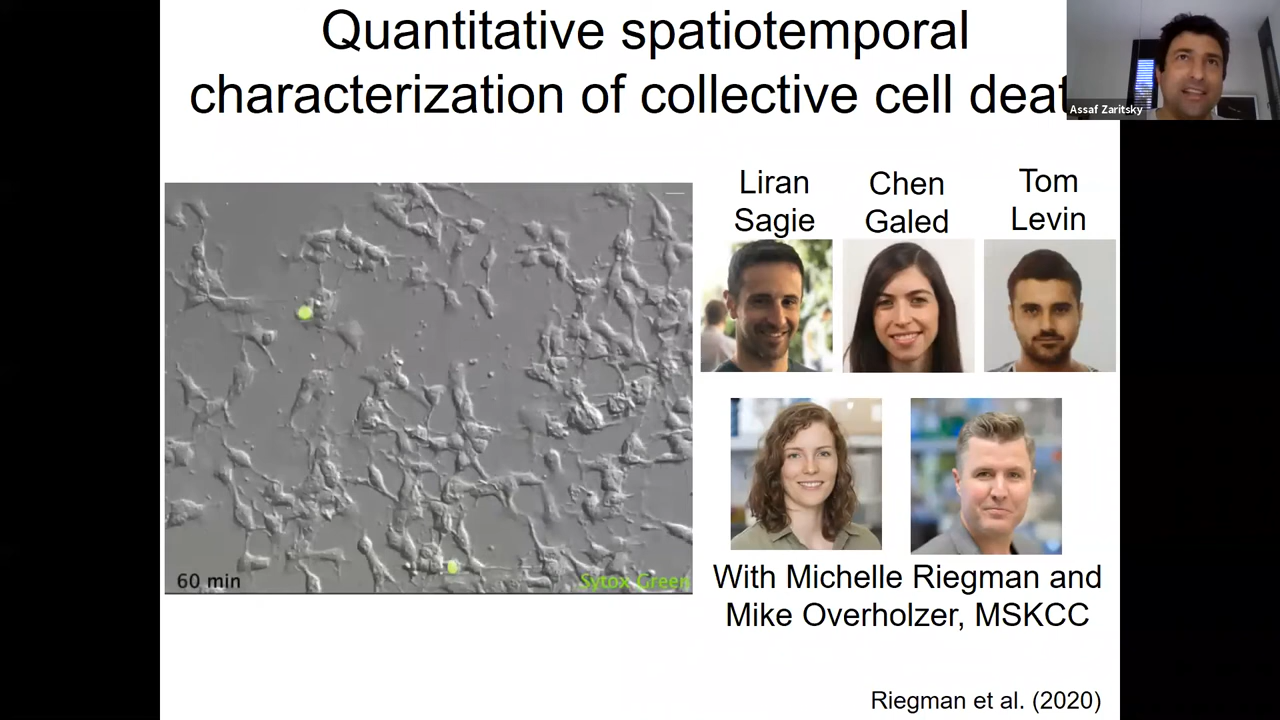 Quantitative spatiotemporal
characterization of collective cell deat
Assaf Zaritsky
Liran
Sagie
Chen
Galed
Tom
Levin
60 min
Sytox Green
With Michelle Riegman and
Mike Overholzer, MSKCC
Riegman et al. (2020)